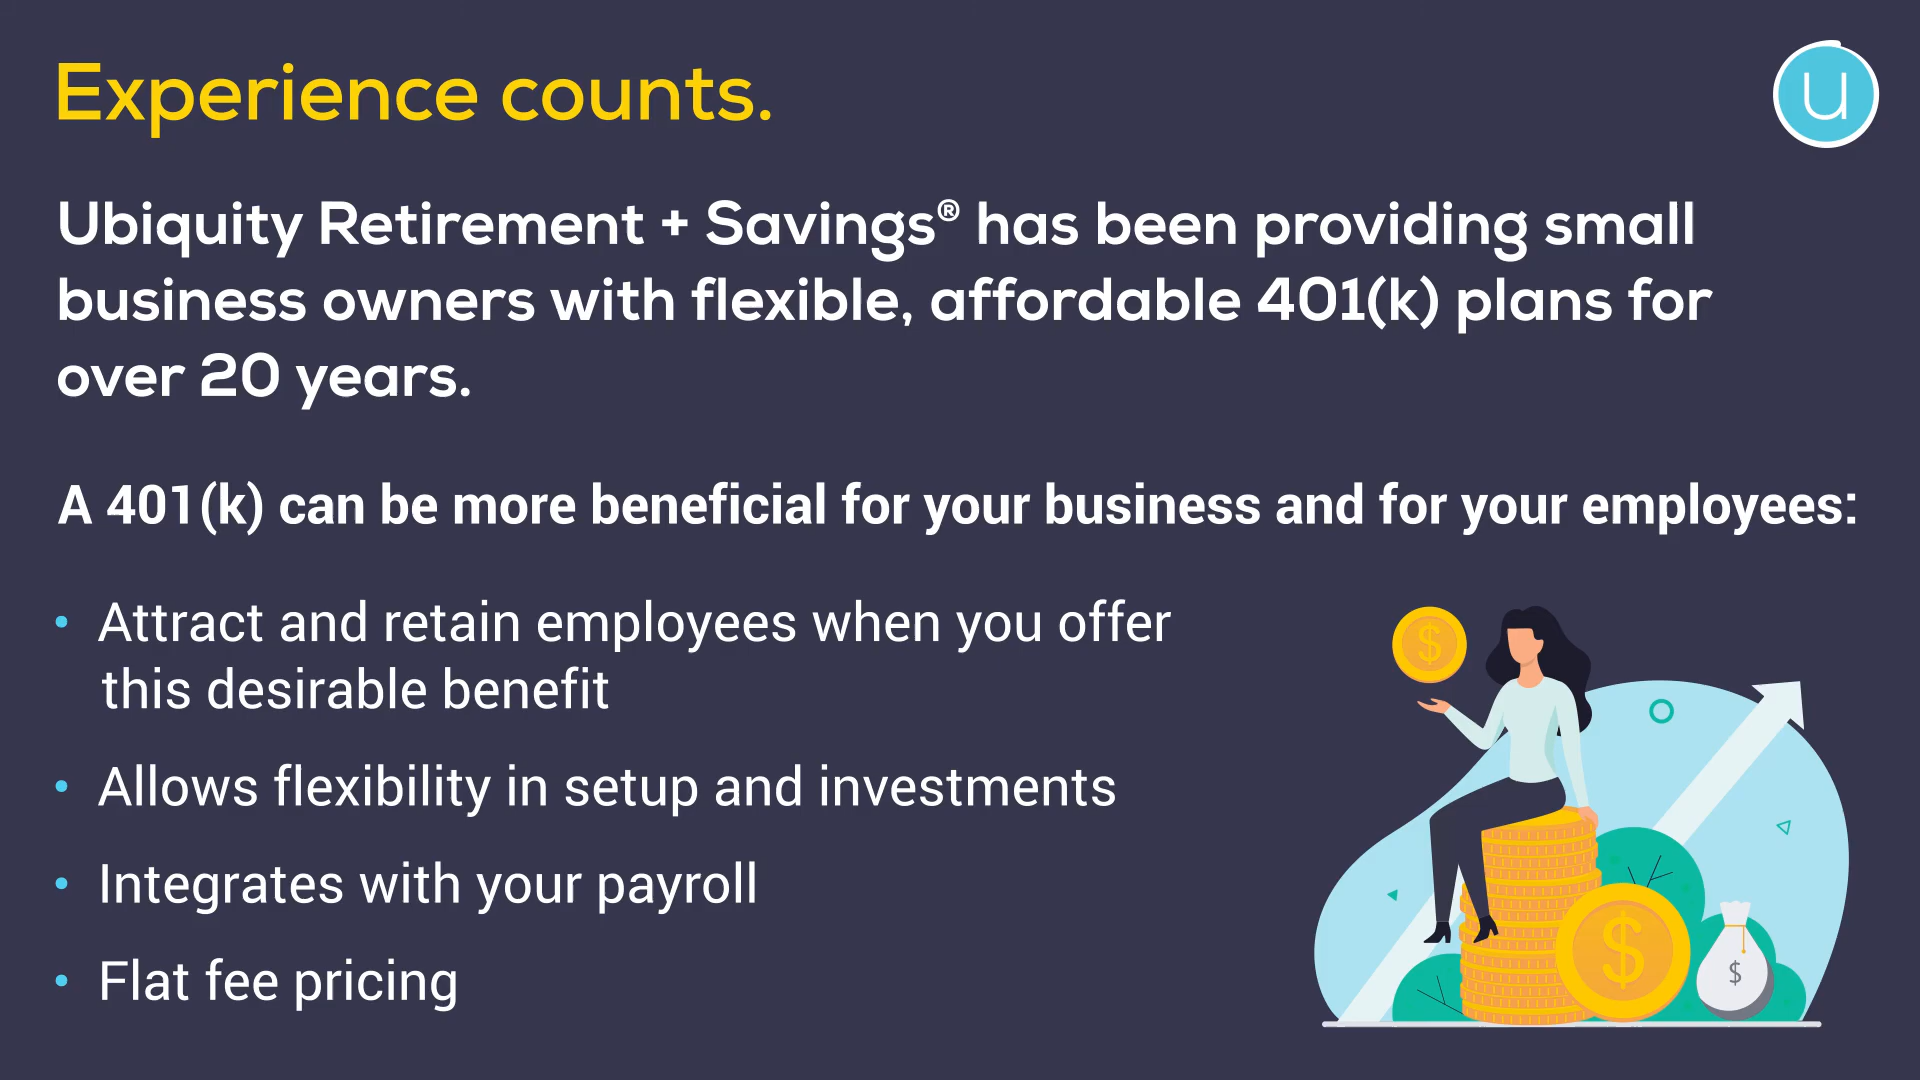 Experience counts.
u
Ubiquity Retirement + Savings® has been providing small
business owners with flexible, affordable 401(k) plans for
over 20 years.
A 401(k) can be more beneficial for your business and for your employees:
• Attract and retain employees when you offer
this desirable benefit
• Allows flexibility in setup and investments
• Integrates with your payroll
• Flat fee pricing
$
$
$